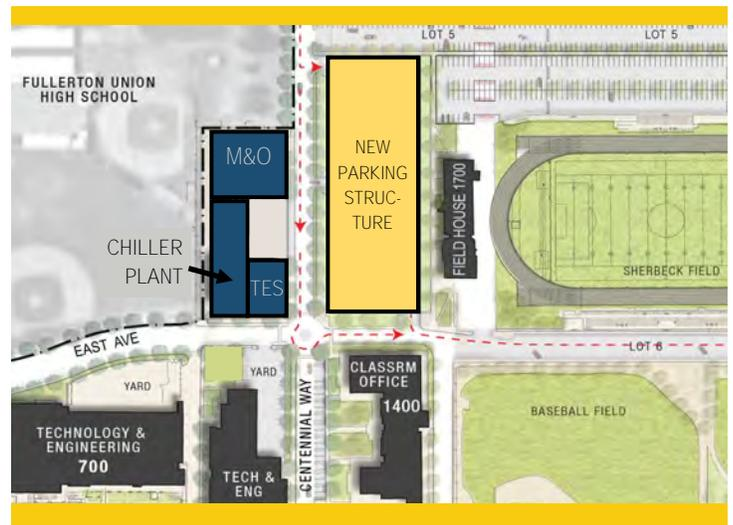 LOT 5
LOT 5
FULLERTON UNION
HIGH SCHOOL
M&O
NEW
PARKING
STRUC-
TURE
FIELD HOUSE 1700
CHILLER
PLANT
TES
SHERBECK FIELD
EAST AVE
LOT 6
YARD
YARD
CENTENNIAL WAY
CLASSRM
OFFICE
1400
BASEBALL FIELD
TECHNOLOGY &
ENGINEERING
700
TECH &
ENG